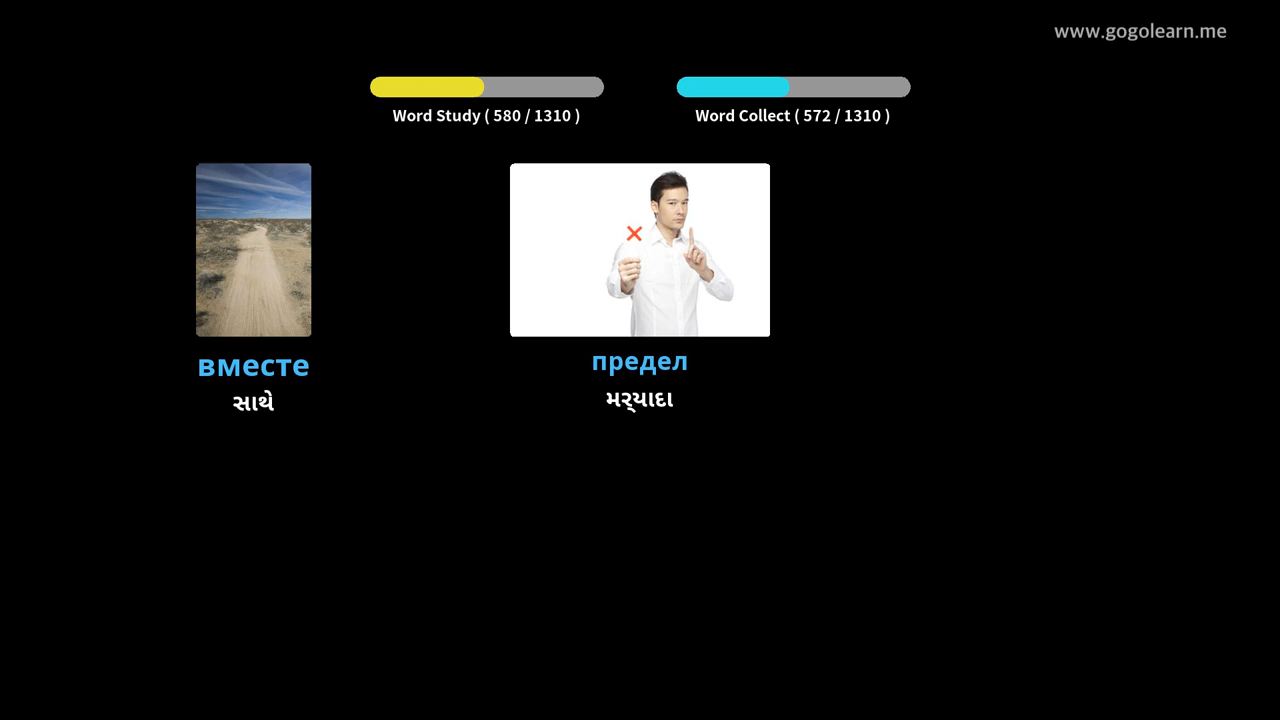 www.gogolearn.me
Word Study ( 580 / 1310 )
Word Collect ( 572 / 1310 )
вместе
સાથે
предел
મર્યાદા